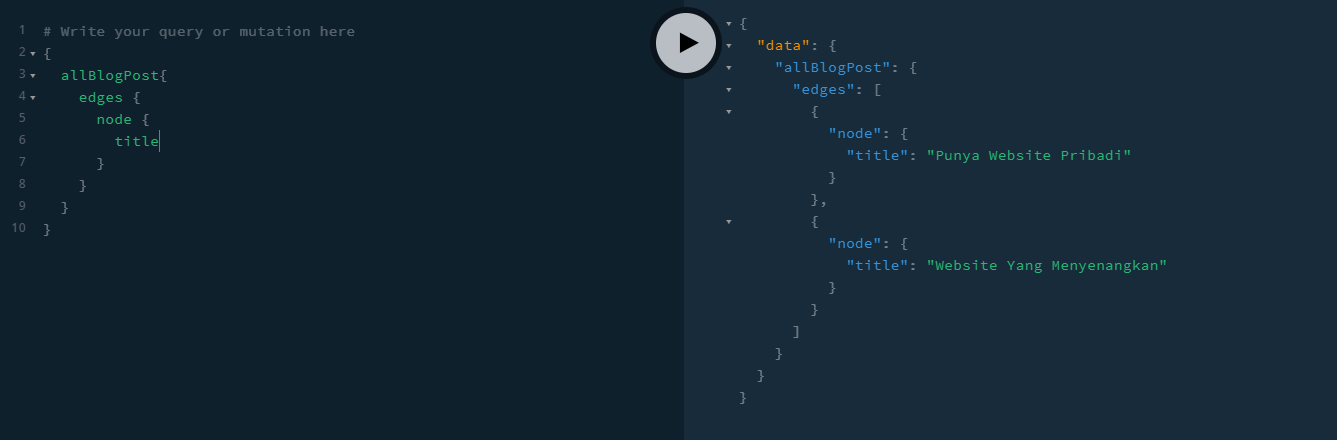 1 # Write your query or mutation here
2 {
3 allBlogPost{
4 edges {
5 node {
6 title
7 }
8 }
9 }
10 }
{
"data": {
"allBlogPost": {
"edges": [
{
"node": {
"title": "Punya Website Pribadi"
}
},
{
"node": {
"title": "Website Yang Menyenangkan"
}
}
]
}
}
}